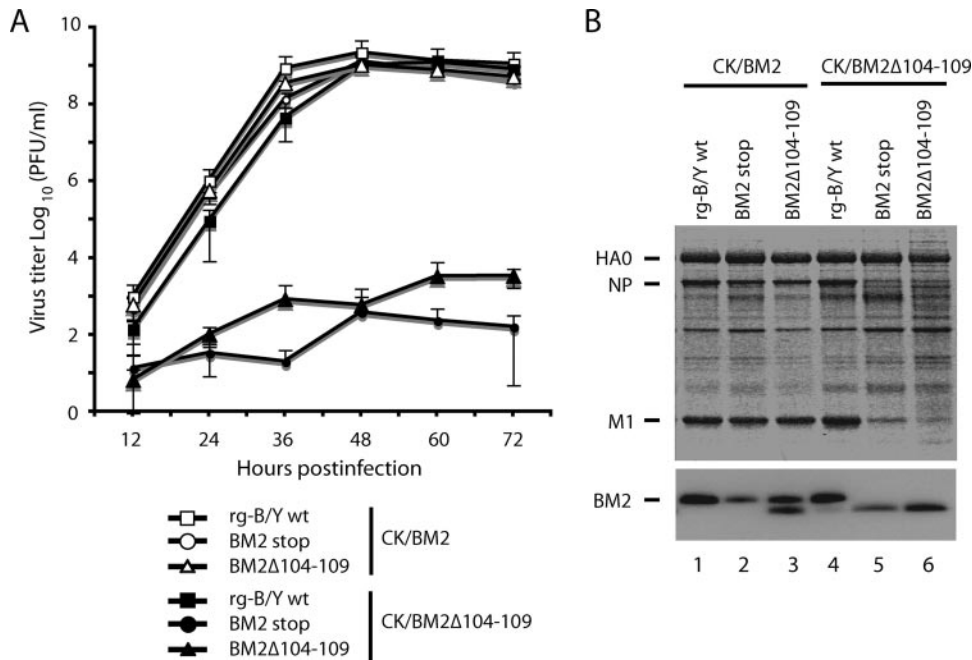 A
Virus titer Log10 (PFU/ml)
10
8
6
4
2
0
12 24 36 48 60 72
Hours postinfection
rg-B/Y wt
BM2 stop
BM2Δ104-109
CK/BM2
rg-B/Y wt
BM2 stop
BM2Δ104-109
CK/BM2Δ104-109
B
CK/BM2 CK/BM2Δ104-109
rg-B/Y wt
BM2 stop
BM2Δ104-109
rg-B/Y wt
BM2 stop
BM2Δ104-109
HA0
NP
M1
BM2
1 2 3 4 5 6